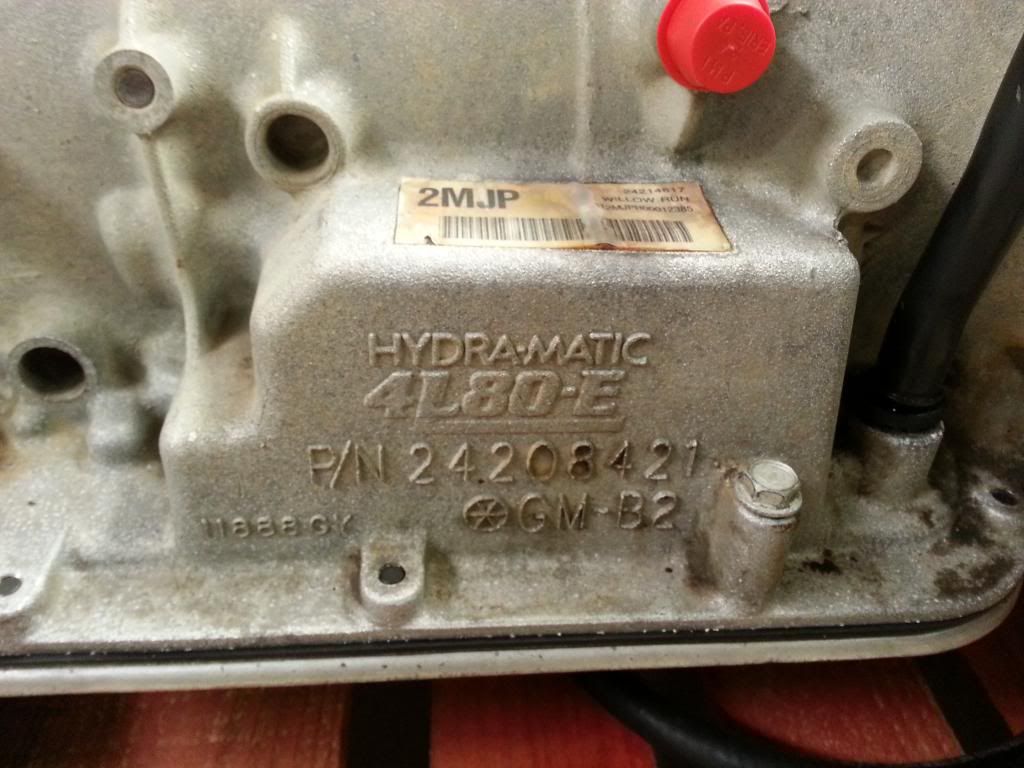 2MJP
24214617
WILLOW RUN
HYDRA-MATIC
4L80-E
P/N 24208421
GM-B2
11888GK